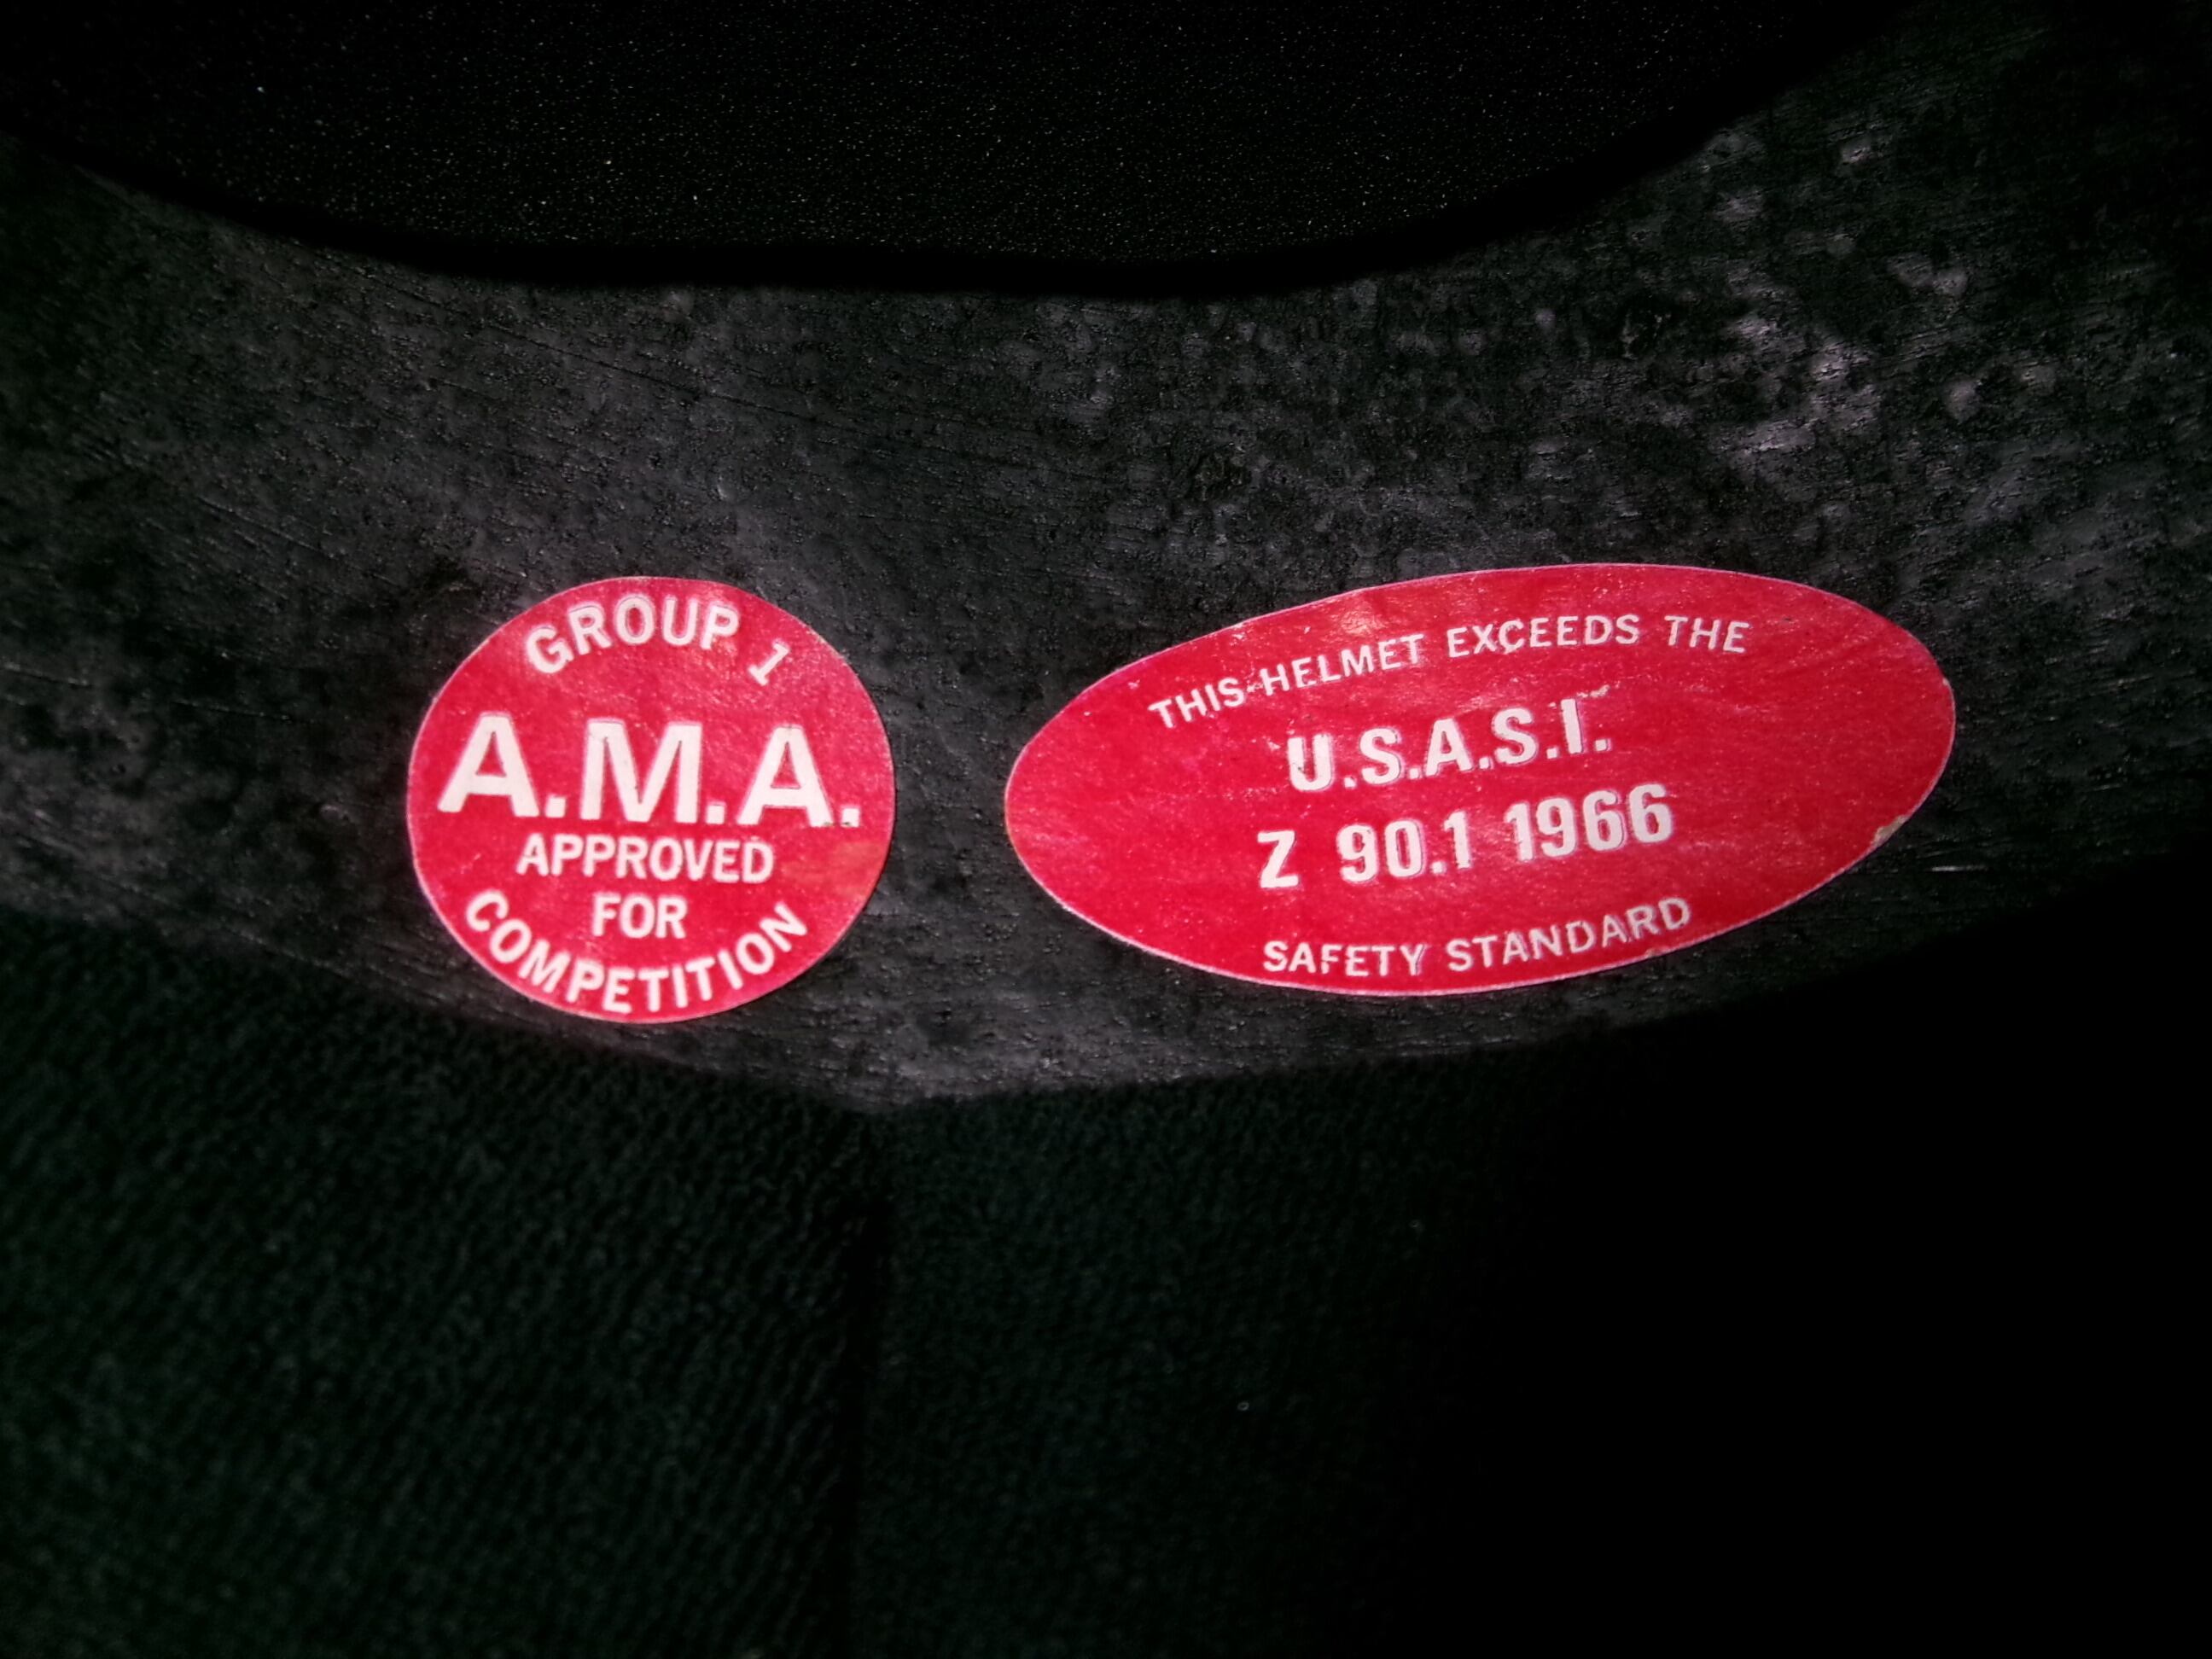 GROUP 1
A.M.A.
APPROVED
FOR
COMPETITION
THIS HELMET EXCEEDS THE
U.S.A.S.I.
Z 90.1 1966
SAFETY STANDARD